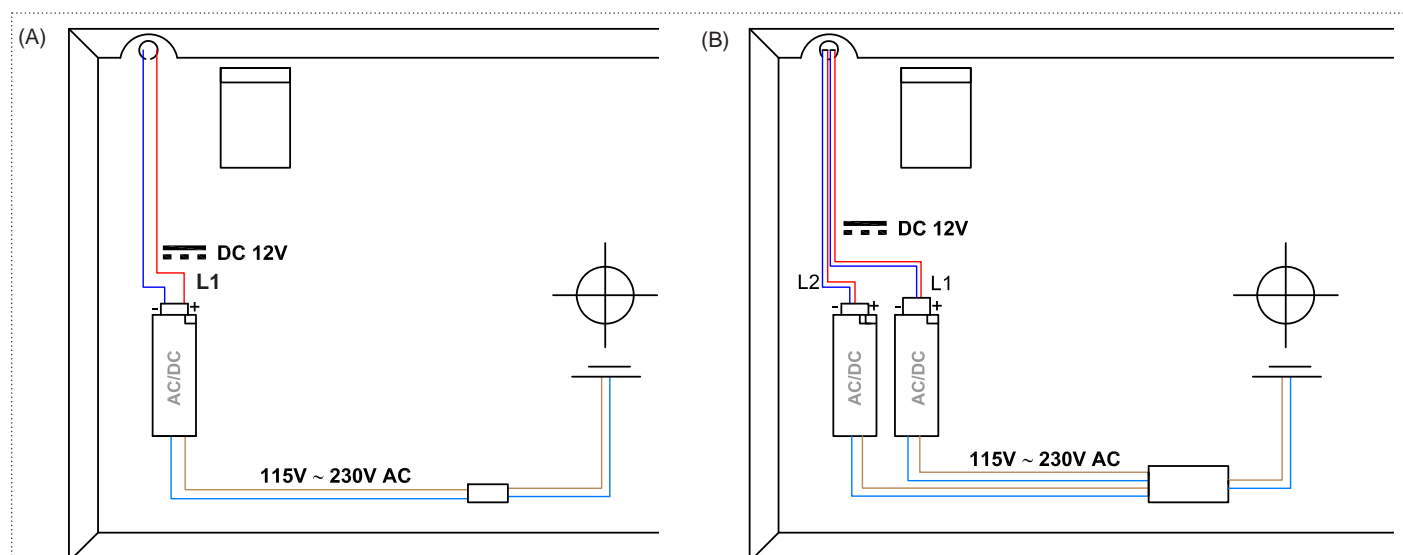 (A)
DC 12V
L1
- +
AC/DC
115V ~ 230V AC
(B)
DC 12V
L2
L1
- +
- +
AC/DC
AC/DC
115V ~ 230V AC